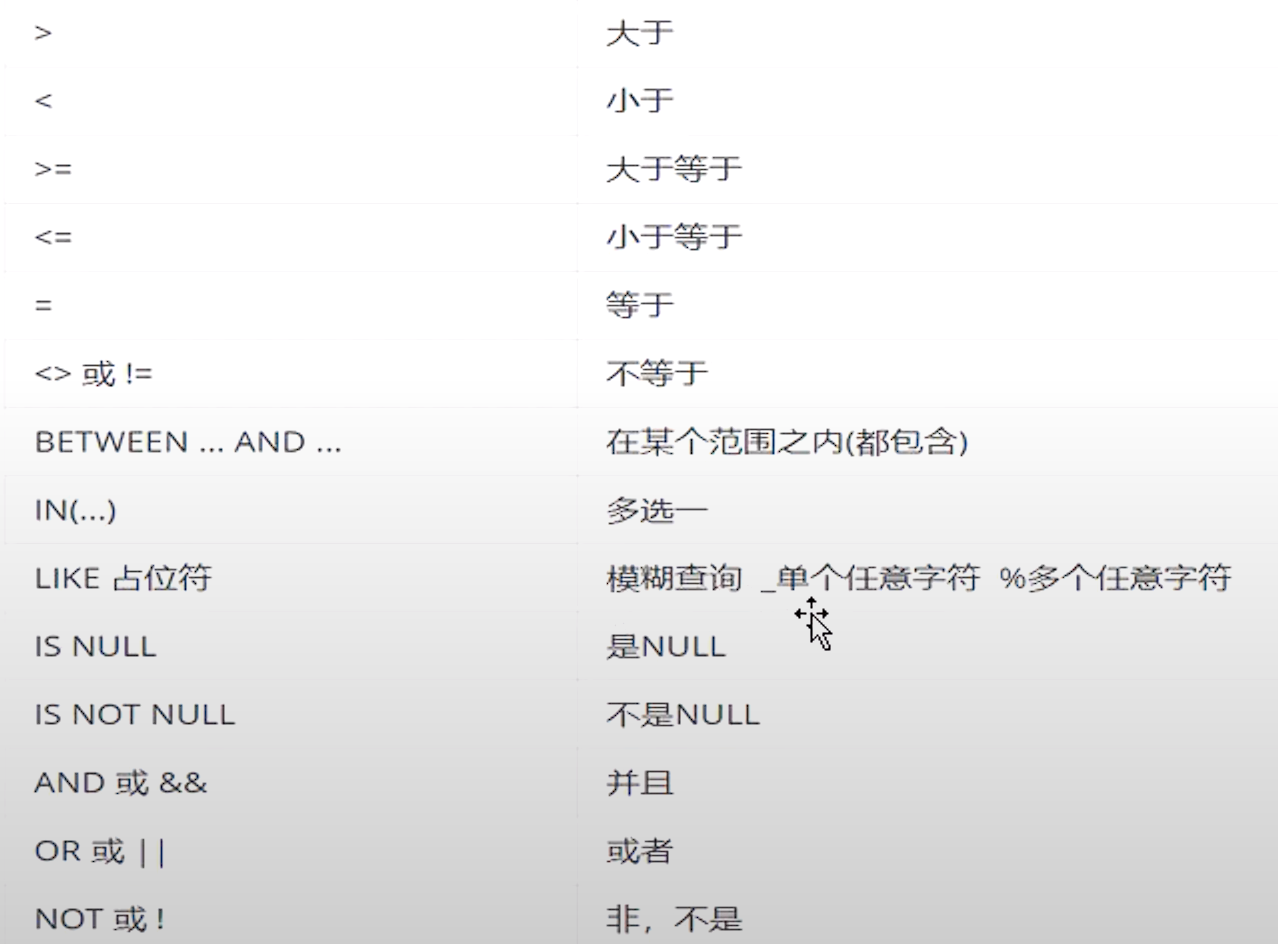 > 大于
< 小于
>= 大于等于
<= 小于等于
= 等于
<> 或 != 不等于
BETWEEN ... AND ... 在某个范围之内(都包含)
IN(...) 多选一
LIKE 占位符 模糊查询 _单个任意字符 %多个任意字符
IS NULL 是NULL
IS NOT NULL 不是NULL
AND 或 && 并且
OR 或 || 或者
NOT 或 ! 非，不是